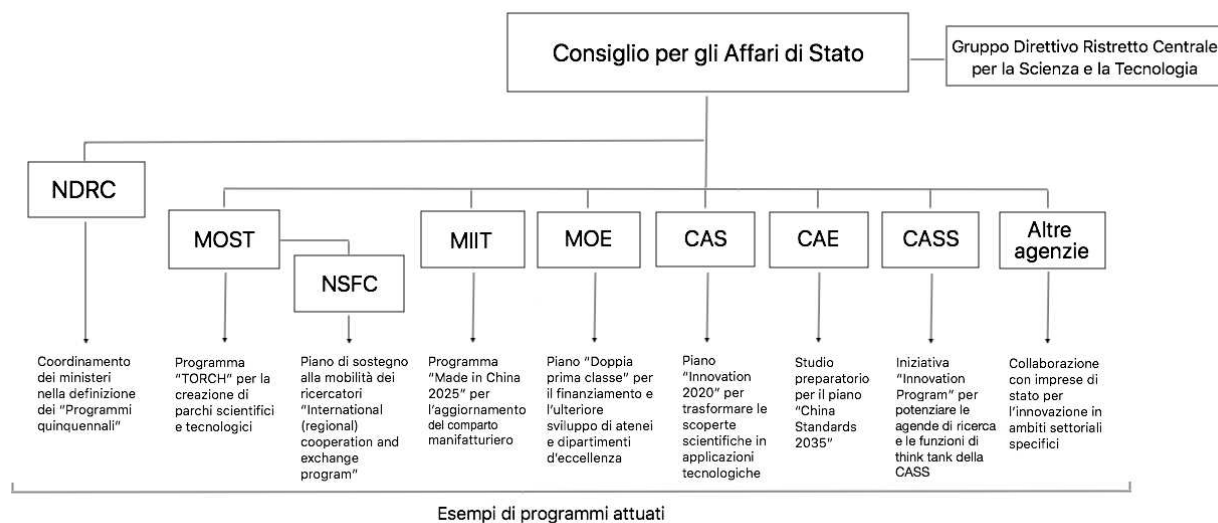 Consiglio per gli Affari di Stato
Gruppo Direttivo Ristretto Centrale
per la Scienza e la Tecnologia
NDRC
MOST
NSFC
MIIT
MOE
CAS
CAE
CASS
Altre
agenzie
Coordinamento
dei ministeri
nella definizione
dei “Programmi
quinquennali”
Programma
“TORCH” per la
creazione di
parchi scientifici
e tecnologici
Piano di sostegno
alla mobilità dei
ricercatori
“International
(regional)
cooperation and
exchange
program”
Programma
“Made in China
2025” per
l’aggiornamento
del comparto
manifatturiero
Piano “Doppia
prima classe” per
il finanziamento e
l’ulteriore
sviluppo di atenei
e dipartimenti
d’eccellenza
Piano
“Innovation
2020” per
trasformare le
scoperte
scientifiche in
applicazioni
tecnologiche
Studio
preparatorio
per il piano
“China
Standards
2035”
Iniziativa
“Innovation
Program” per
potenziare le
agende di ricerca
e le funzioni di
think tank della
CASS
Collaborazione
con imprese di
stato per
l’innovazione in
ambiti settoriali
specifici
Esempi di programmi attuati